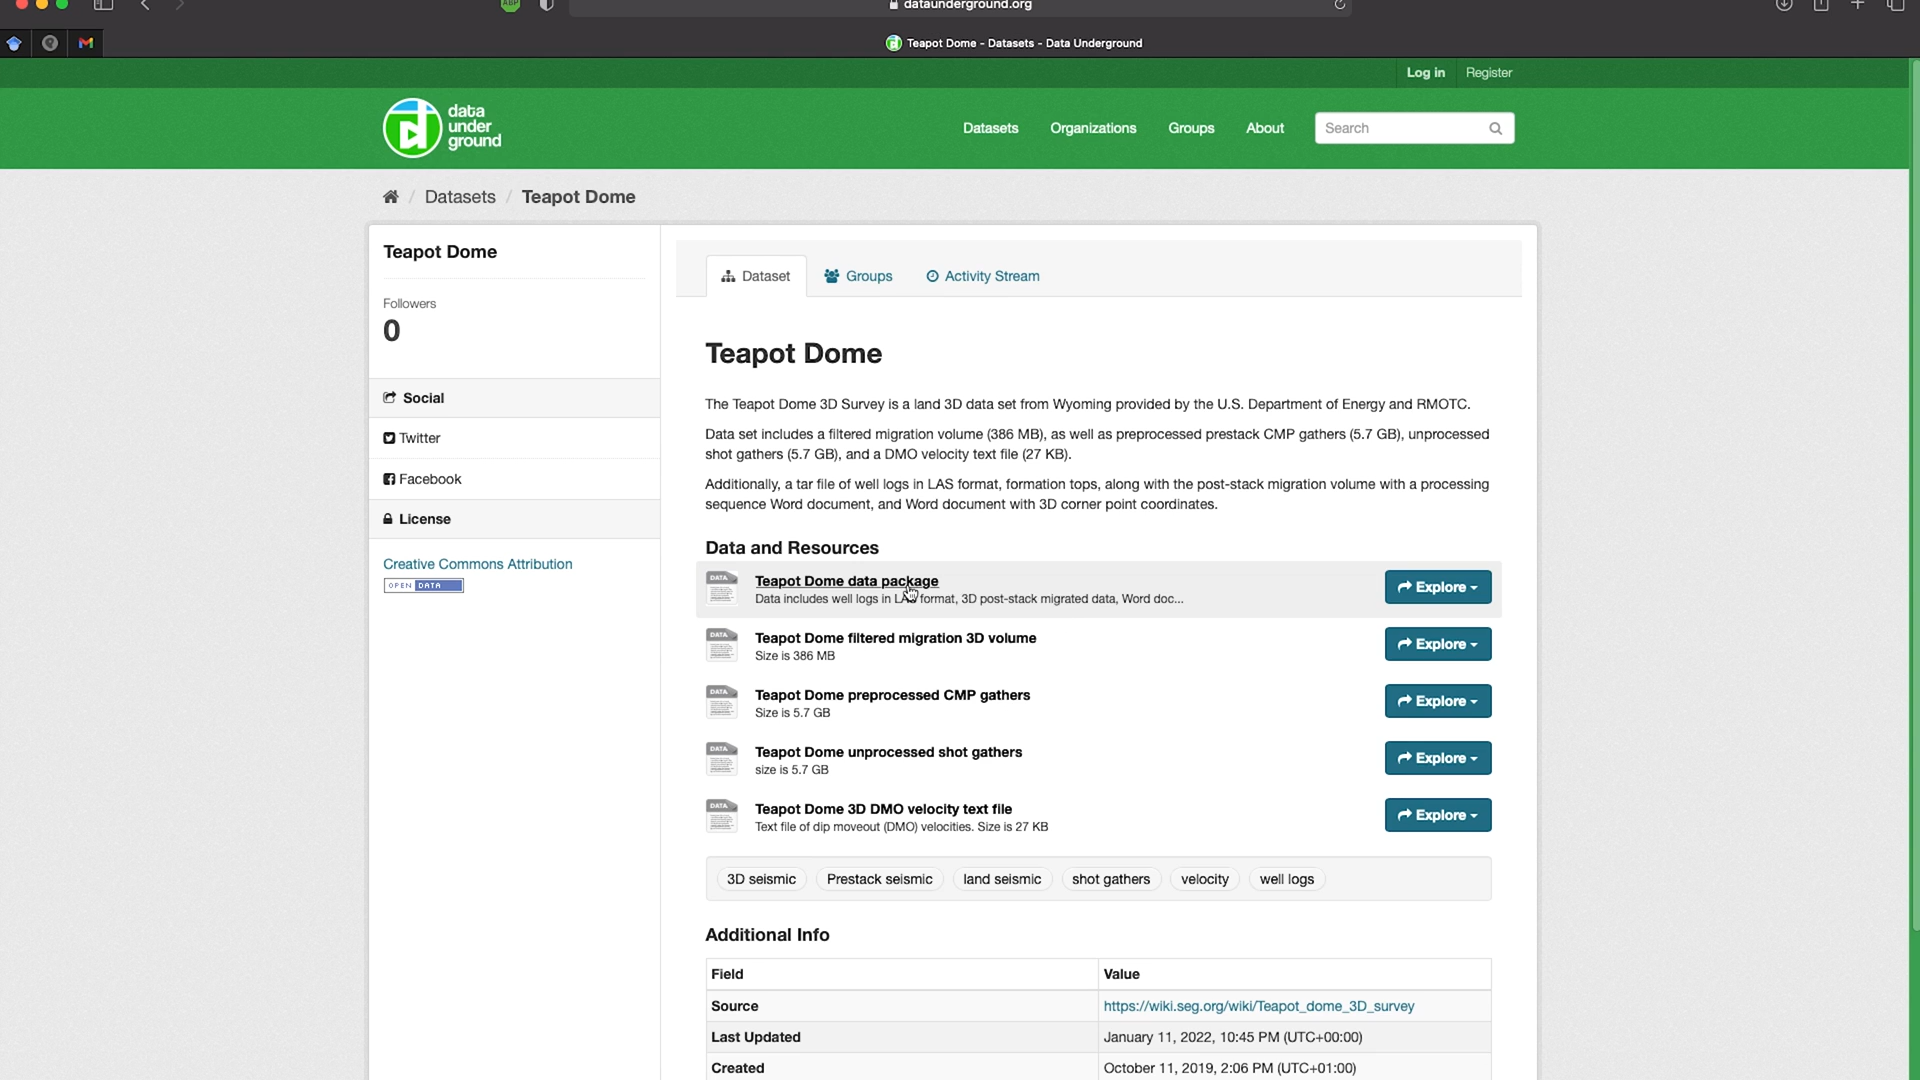 ABP
dataunderground.org
Teapot Dome – Datasets – Data Underground
Log in
Register
data
under
ground
Datasets
Organizations
Groups
About
Search
/ Datasets / Teapot Dome
Teapot Dome
Followers
0
Social
Twitter
Facebook
License
Creative Commons Attribution
OPEN DATA
Dataset
Groups
Activity Stream
Teapot Dome
The Teapot Dome 3D Survey is a land 3D data set from Wyoming provided by the U.S. Department of Energy and RMOTC.
Data set includes a filtered migration volume (386 MB), as well as preprocessed prestack CMP gathers (5.7 GB), unprocessed
shot gathers (5.7 GB), and a DMO velocity text file (27 KB).
Additionally, a tar file of well logs in LAS format, formation tops, along with the post-stack migration volume with a processing
sequence Word document, and Word document with 3D corner point coordinates.
Data and Resources
DATA
Teapot Dome data package
Data includes well logs in LAS format, 3D post-stack migrated data, Word doc...
Explore
DATA
Teapot Dome filtered migration 3D volume
Size is 386 MB
Explore
DATA
Teapot Dome preprocessed CMP gathers
Size is 5.7 GB
Explore
DATA
Teapot Dome unprocessed shot gathers
size is 5.7 GB
Explore
DATA
Teapot Dome 3D DMO velocity text file
Text file of dip moveout (DMO) velocities. Size is 27 KB
Explore
3D seismic
Prestack seismic
land seismic
shot gathers
velocity
well logs
Additional Info
Field
Value
Source
https://wiki.seg.org/wiki/Teapot_dome_3D_survey
Last Updated
January 11, 2022, 10:45 PM (UTC+00:00)
Created
October 11, 2019, 2:06 PM (UTC+01:00)